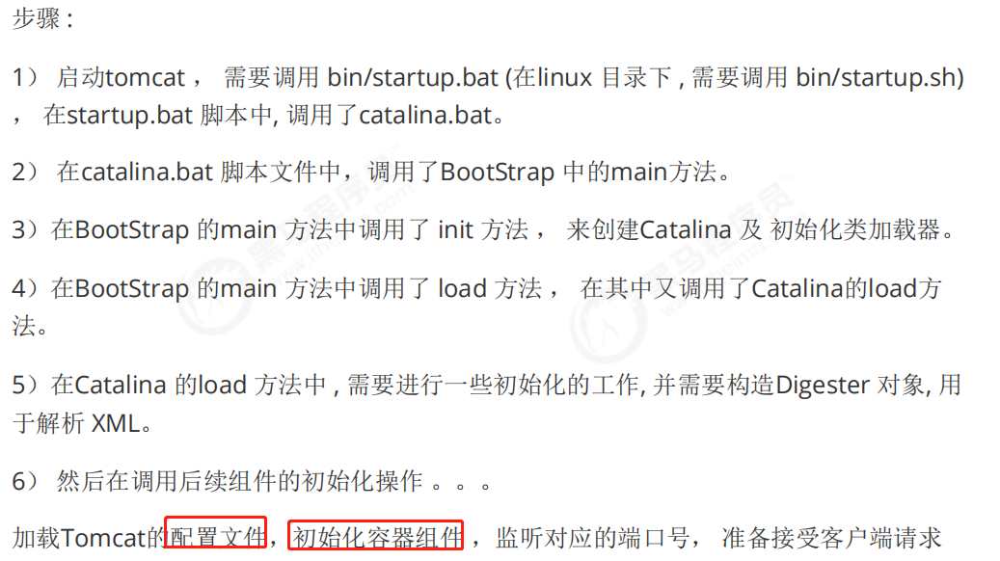 步骤 :
1） 启动tomcat ， 需要调用 bin/startup.bat (在linux 目录下 , 需要调用 bin/startup.sh)
， 在startup.bat 脚本中, 调用了catalina.bat。
2） 在catalina.bat 脚本文件中，调用了BootStrap 中的main方法。
3）在BootStrap 的main 方法中调用了 init 方法 ， 来创建Catalina 及 初始化类加载器。
4）在BootStrap 的main 方法中调用了 load 方法 ， 在其中又调用了Catalina的load方
法。
5）在Catalina 的load 方法中 , 需要进行一些初始化的工作, 并需要构造Digester 对象, 用
于解析 XML。
6） 然后在调用后续组件的初始化操作 。。。
加载Tomcat的配置文件，初始化容器组件 ，监听对应的端口号， 准备接受客户端请求
黑马程序员
黑马程序员